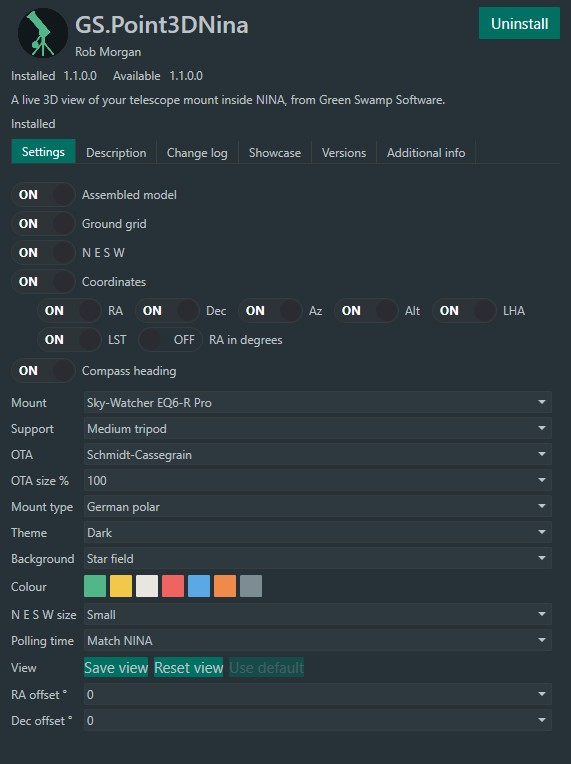 GS.Point3DNina
Uninstall
Rob Morgan
Installed 1.1.0.0 Available 1.1.0.0
A live 3D view of your telescope mount inside NINA, from Green Swamp Software.
Installed
Settings Description Change log Showcase Versions Additional info
ON Assembled model
ON Ground grid
ON N E S W
ON Coordinates
ON RA ON Dec ON Az ON Alt ON LHA
ON LST OFF RA in degrees
ON Compass heading
Mount Sky-Watcher EQ6-R Pro
Support Medium tripod
OTA Schmidt-Cassegrain
OTA size % 100
Mount type German polar
Theme Dark
Background Star field
Colour
N E S W size Small
Polling time Match NINA
View Save view Reset view Use default
RA offset ° 0
Dec offset ° 0